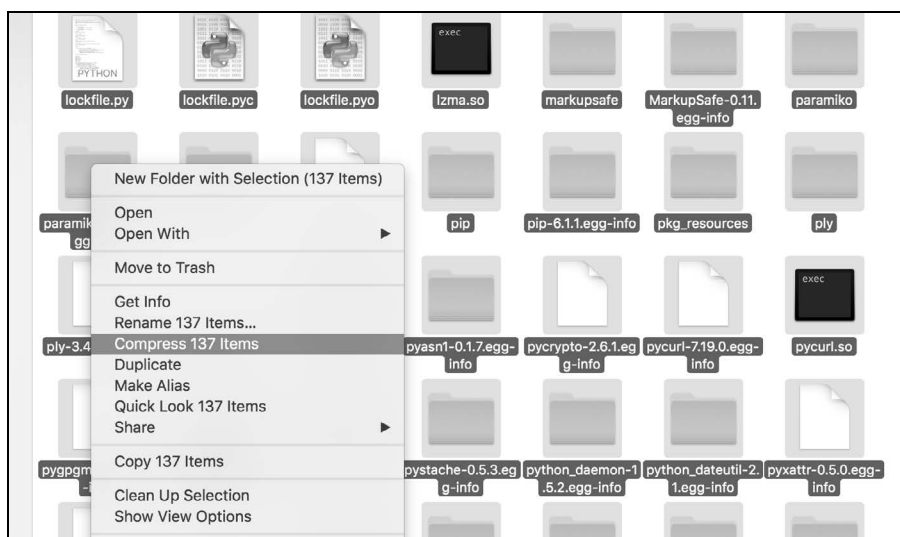 PYTHON
exec
lockfile.py lockfile.pyc lockfile.pyo lzma.so markupsafe MarkupSafe-0.11. paramiko
egg-info
New Folder with Selection (137 Items)
Open
Open With
Move to Trash
Get Info
Rename 137 Items...
Compress 137 Items
Duplicate
Make Alias
Quick Look 137 Items
Share
Copy 137 Items
Clean Up Selection
Show View Options
pip pip-6.1.1.egg-info pkg_resources ply
exec
pyasn1-0.1.7.egg- pycrypto-2.6.1.eg pycurl-7.19.0.egg- pycurl.so
info g-info info
pystache-0.5.3.eg python_daemon-1 python_dateutil-2. pyxattr-0.5.0.egg-
g-info .5.2.egg-info 1.egg-info info